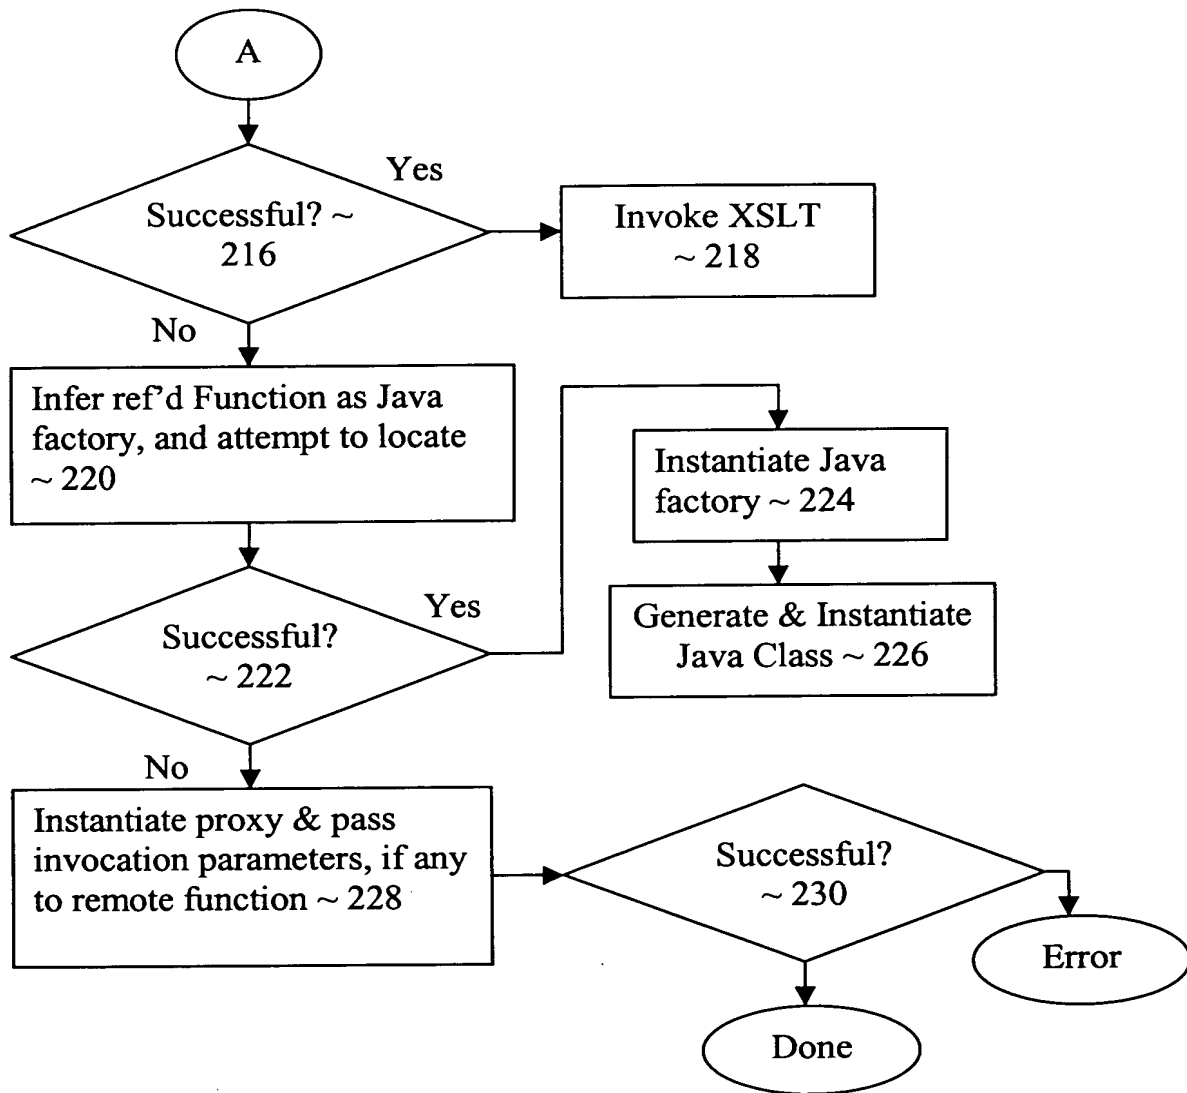 A
Yes
Successful? ~
216
Invoke XSLT
~ 218
No
Infer ref'd Function as Java
factory, and attempt to locate
~ 220
Instantiate Java
factory ~ 224
Yes
Successful?
~ 222
Generate & Instantiate
Java Class ~ 226
No
Instantiate proxy & pass
invocation parameters, if any
to remote function ~ 228
Successful?
~ 230
Error
Done